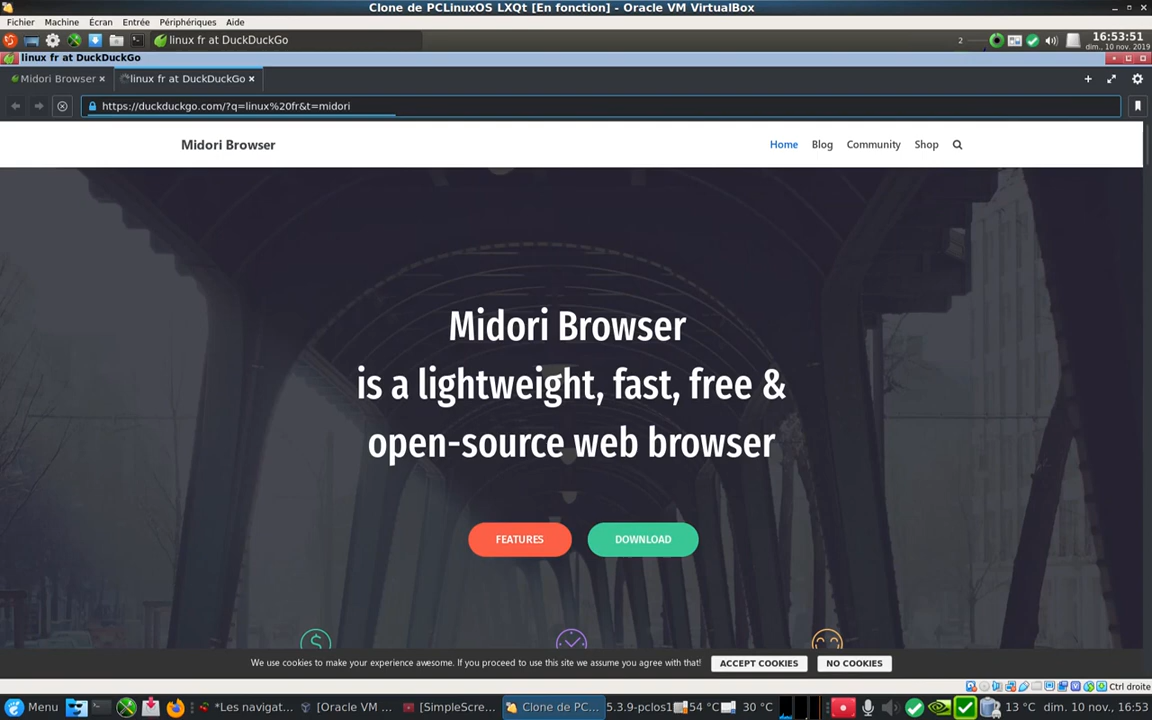 Clone de PCLinuxOS LXQt [En fonction] - Oracle VM VirtualBox
Fichier Machine Écran Entrée Périphériques Aide
linux fr at DuckDuckGo
2
16:53:51
dim., 10 nov. 2019
linux fr at DuckDuckGo
Midori Browser
linux fr at DuckDuckGo
https://duckduckgo.com/?q=linux%20fr&t=midori
Midori Browser
Home Blog Community Shop
Midori Browser
is a lightweight, fast, free &
open-source web browser
FEATURES
DOWNLOAD
We use cookies to make your experience awesome. If you proceed to use this site we assume you agree with that!
ACCEPT COOKIES
NO COOKIES
Ctrl droite
Menu
*Les navigat...
[Oracle VM ...
[SimpleScre...
Clone de PC...
5.3.9-pclos1
54 °C
30 °C
13 °C
dim. 10 nov., 16:53